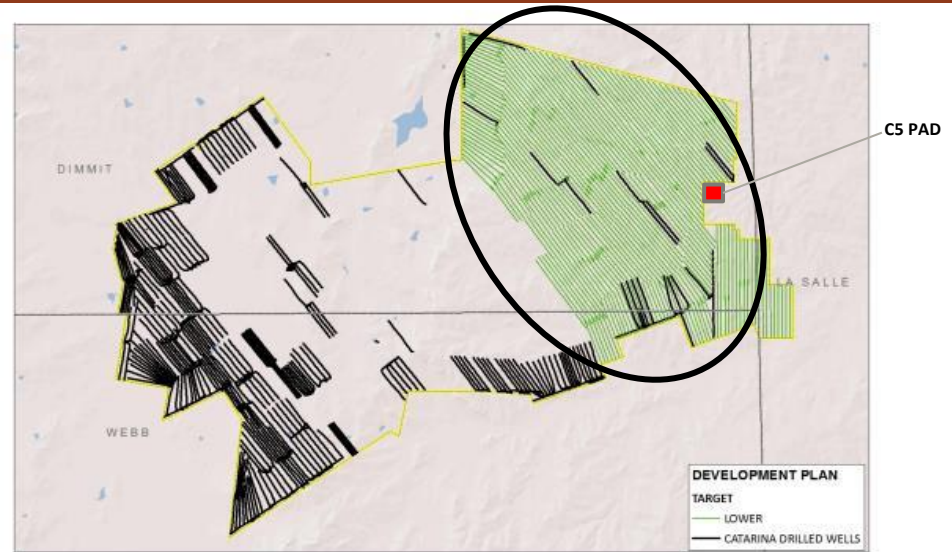 C5 PAD
DIMMIT
LA SALLE
WEBB
DEVELOPMENT PLAN
TARGET
LOWER
CATARINA DRILLED WELLS